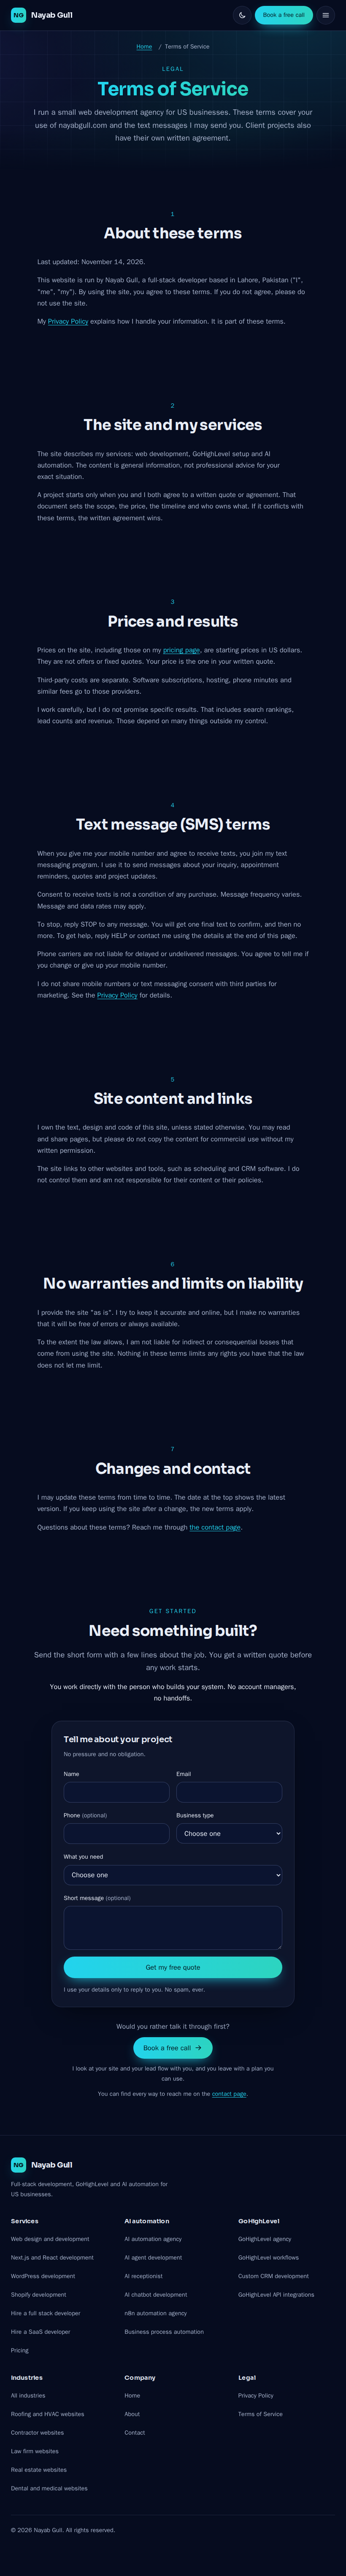 NG Nayab Gull
Book a free call
Home / Terms of Service
LEGAL
Terms of Service
I run a small web development agency for US businesses. These terms cover your
use of nayabgull.com and the text messages I may send you. Client projects also
have their own written agreement.
1
About these terms
Last updated: November 14, 2026.
This website is run by Nayab Gull, a full-stack developer based in Lahore, Pakistan ("I",
"me", "my"). By using the site, you agree to these terms. If you do not agree, please do
not use the site.
My Privacy Policy explains how I handle your information. It is part of these terms.
2
The site and my services
The site describes my services: web development, GoHighLevel setup and AI
automation. The content is general information, not professional advice for your
exact situation.
A project starts only when you and I both agree to a written quote or agreement. That
document sets the scope, the price, the timeline and who owns what. If it conflicts with
these terms, the written agreement wins.
3
Prices and results
Prices on the site, including those on my pricing page, are starting prices in US dollars.
They are not offers or fixed quotes. Your price is the one in your written quote.
Third-party costs are separate. Software subscriptions, hosting, phone minutes and
similar fees go to those providers.
I work carefully, but I do not promise specific results. That includes search rankings,
lead counts and revenue. Those depend on many things outside my control.
4
Text message (SMS) terms
When you give me your mobile number and agree to receive texts, you join my text
messaging program. I use it to send messages about your inquiry, appointment
reminders, quotes and project updates.
Consent to receive texts is not a condition of any purchase. Message frequency varies.
Message and data rates may apply.
To stop, reply STOP to any message. You will get one final text to confirm, and then no
more. To get help, reply HELP or contact me using the details at the end of this page.
Phone carriers are not liable for delayed or undelivered messages. You agree to tell me if
you change or give up your mobile number.
I do not share mobile numbers or text messaging consent with third parties for
marketing. See the Privacy Policy for details.
5
Site content and links
I own the text, design and code of this site, unless stated otherwise. You may read
and share pages, but please do not copy the content for commercial use without my
written permission.
The site links to other websites and tools, such as scheduling and CRM software. I do
not control them and am not responsible for their content or their policies.
6
No warranties and limits on liability
I provide the site "as is". I try to keep it accurate and online, but I make no warranties
that it will be free of errors or always available.
To the extent the law allows, I am not liable for indirect or consequential losses that
come from using the site. Nothing in these terms limits any rights you have that the law
does not let me limit.
7
Changes and contact
I may update these terms from time to time. The date at the top shows the latest
version. If you keep using the site after a change, the new terms apply.
Questions about these terms? Reach me through the contact page.
GET STARTED
Need something built?
Send the short form with a few lines about the job. You get a written quote before
any work starts.
You work directly with the person who builds your system. No account managers,
no handoffs.
Tell me about your project
No pressure and no obligation.
Name Email
Phone (optional) Business type
Choose one
What you need
Choose one
Short message (optional)
Get my free quote
I use your details only to reply to you. No spam, ever.
Would you rather talk it through first?
Book a free call →
I look at your site and your lead flow with you, and you leave with a plan you
can use.
You can find every way to reach me on the contact page.
NG Nayab Gull
Full-stack development, GoHighLevel and AI automation for
US businesses.
Services
Web design and development
Next.js and React development
WordPress development
Shopify development
Hire a full stack developer
Hire a SaaS developer
Pricing
AI automation
AI automation agency
AI agent development
AI receptionist
AI chatbot development
n8n automation agency
Business process automation
GoHighLevel
GoHighLevel agency
GoHighLevel workflows
Custom CRM development
GoHighLevel API integrations
Industries
All industries
Roofing and HVAC websites
Contractor websites
Law firm websites
Real estate websites
Dental and medical websites
Company
Home
About
Contact
Legal
Privacy Policy
Terms of Service
© 2026 Nayab Gull. All rights reserved.